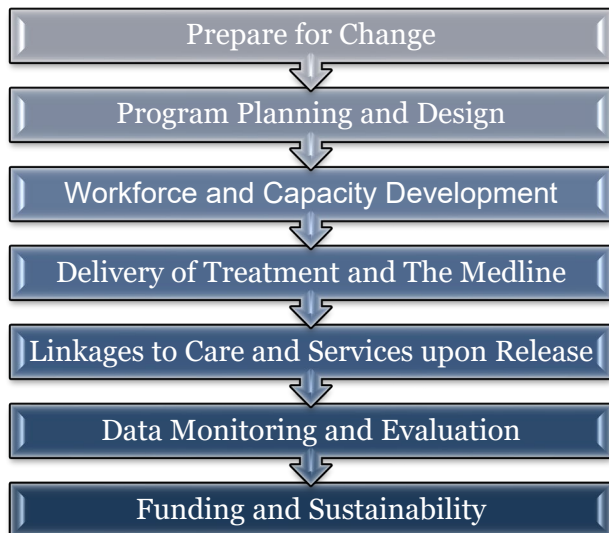 Prepare for Change
Program Planning and Design
Workforce and Capacity Development
Delivery of Treatment and The Medline
Linkages to Care and Services upon Release
Data Monitoring and Evaluation
Funding and Sustainability